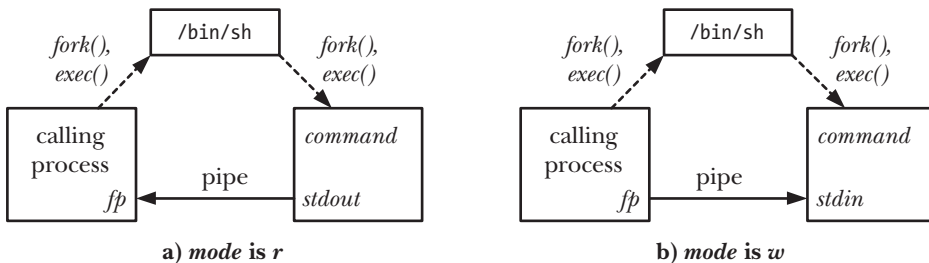 /bin/sh
fork(),
exec()
fork(),
exec()
calling
process
fp
pipe
command
stdout
a) mode is r
/bin/sh
fork(),
exec()
fork(),
exec()
calling
process
fp
pipe
command
stdin
b) mode is w